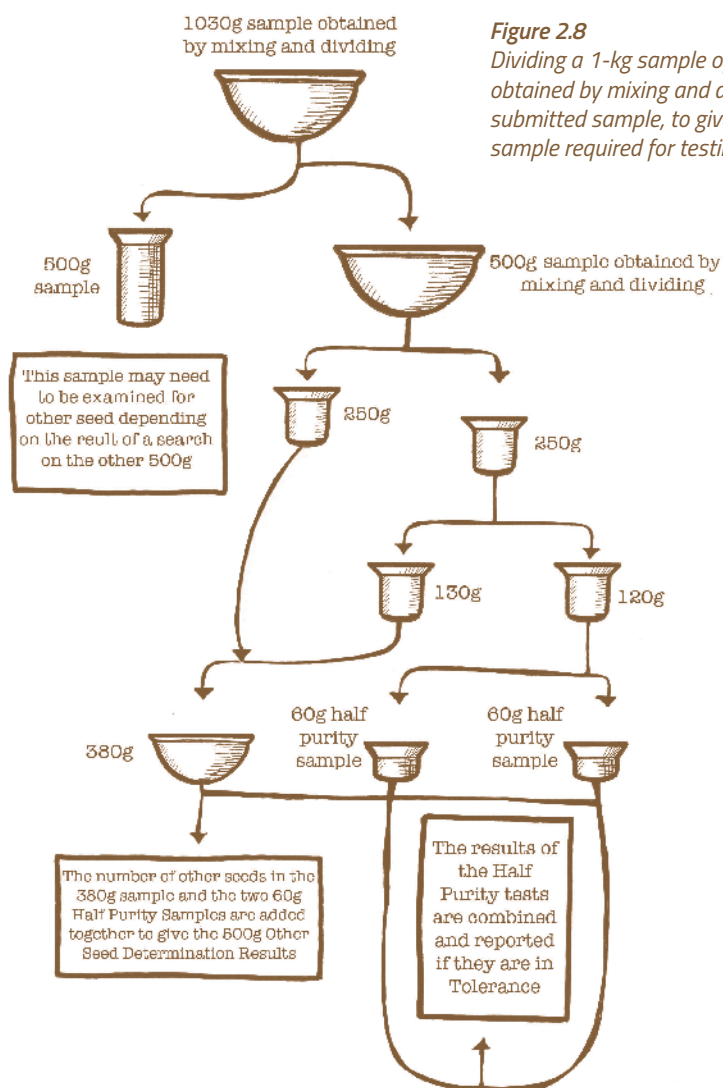 1030g sample obtained
by mixing and dividing
Figure 2.8
Dividing a 1-kg sample o
obtained by mixing and d
submitted sample, to giv
sample required for testi
500g
sample
500g sample obtained by
mixing and dividing
This sample may need
to be examined for
other seed depending
on the reult of a search
on the other 500g
250g
250g
130g
120g
380g
60g half
purity
sample
60g half
purity
sample
The number of other seeds in the
380g sample and the two 60g
Half Purity Samples are added
together to give the 500g Other
Seed Determination Results
The results of
the Half
Purity tests
are combined
and reported
if they are in
Tolerance